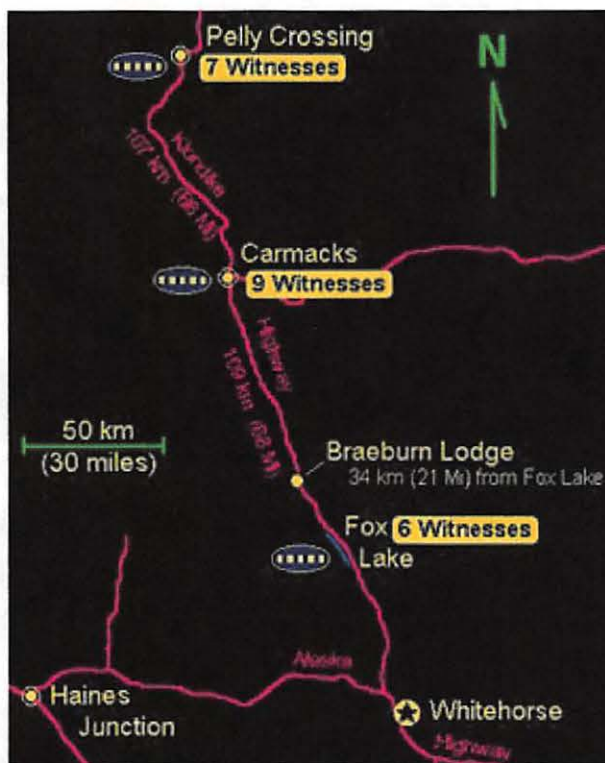 Pelly Crossing
7 Witnesses
N
Klondike
107 km (66 Mi)
Carmacks
9 Witnesses
Highway
109 km (68 Mi)
50 km
(30 miles)
Braeburn Lodge
34 km (21 Mi) from Fox Lake
Fox 6 Witnesses
Lake
Alaska
Haines
Junction
Whitehorse
Highway